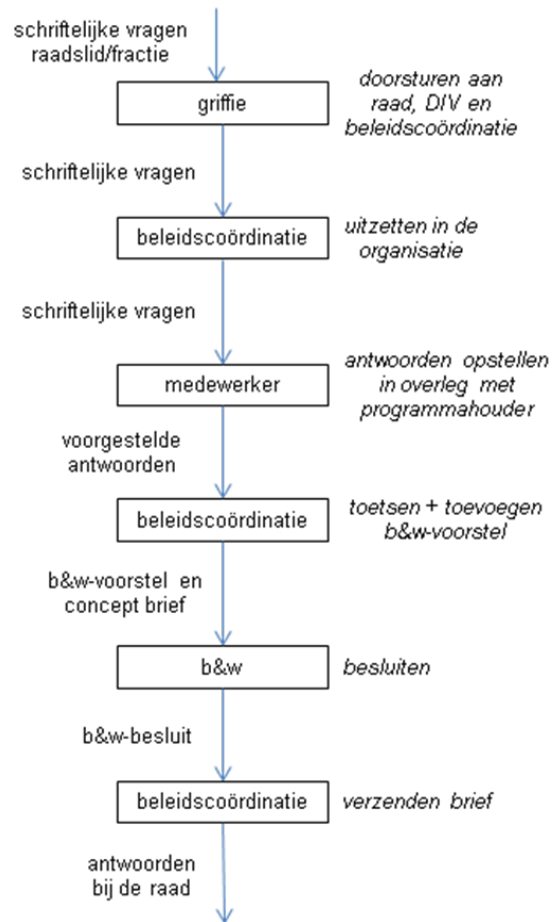 schriftelijke vragen
raadslid/fractie
griffie
doorsturen aan
raad, DIV en
beleidscoördinatie
schriftelijke vragen
beleidscoördinatie
uitzetten in de
organisatie
schriftelijke vragen
medewerker
antwoorden opstellen
in overleg met
programmahouder
voorgestelde
antwoorden
beleidscoördinatie
toetsen + toevoegen
b&w-voorstel
b&w-voorstel en
concept brief
b&w
besluiten
b&w-besluit
beleidscoördinatie
verzenden brief
antwoorden
bij de raad